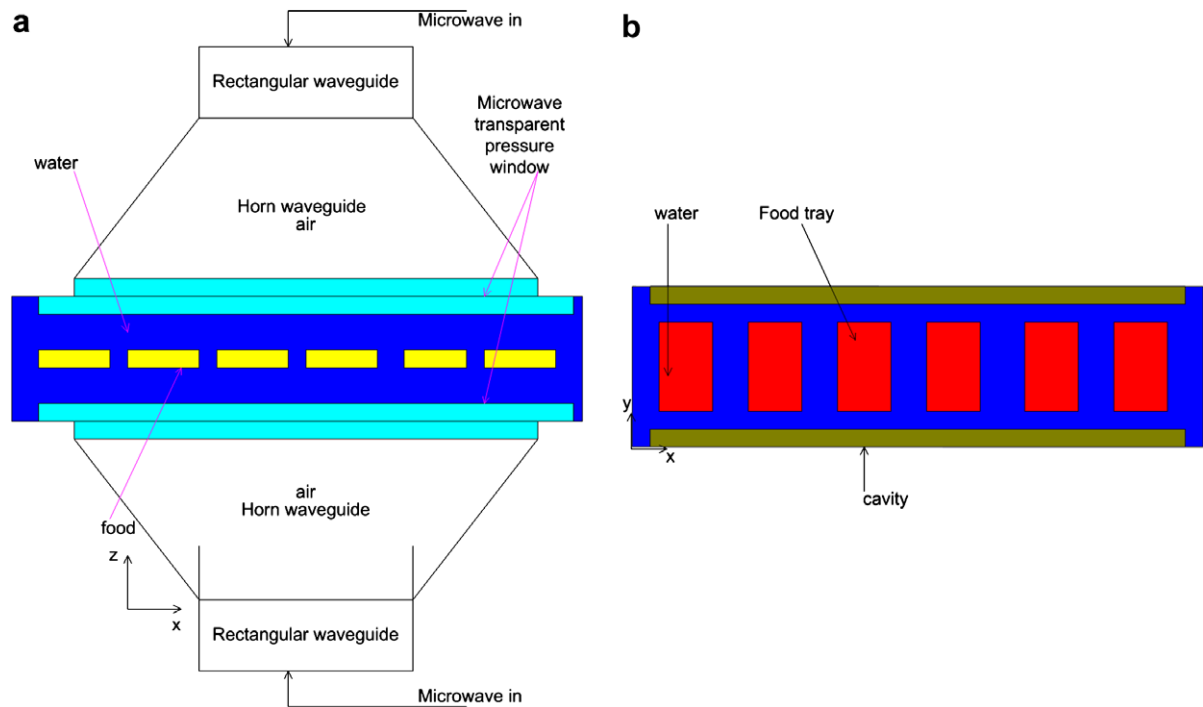 a
Microwave in
Rectangular waveguide
Microwave
transparent
pressure
window
water
Horn waveguide
air
air
Horn waveguide
food
z
x
Rectangular waveguide
Microwave in
b
water
Food tray
y
x
cavity